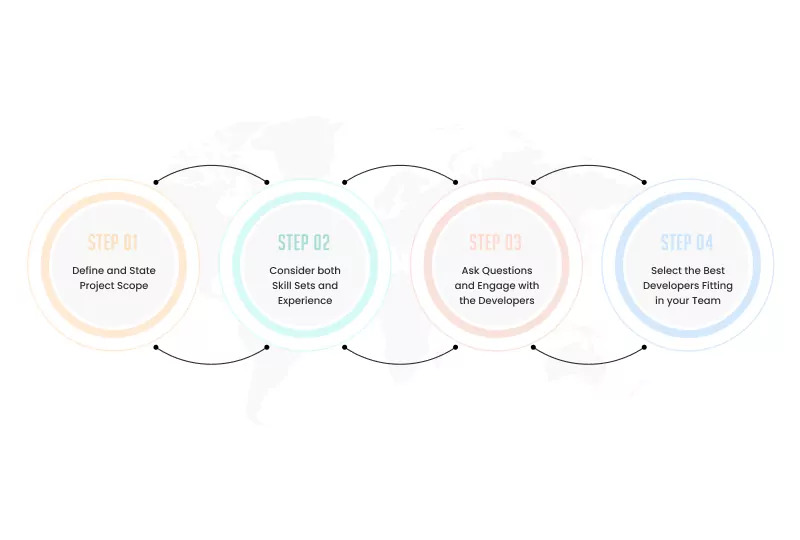 STEP 01
Define and State
Project Scope
STEP 02
Consider both
Skill Sets and
Experience
STEP 03
Ask Questions
and Engage with
the Developers
STEP 04
Select the Best
Developers Fitting
in your Team